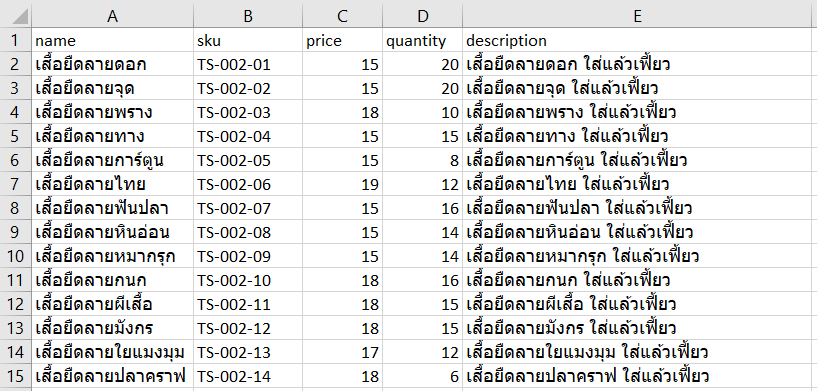 A B C D E
1 name sku price quantity description
2 เสื้อยืดลายดอก TS-002-01 15 20 เสื้อยืดลายดอก ใส่แล้วเฟี้ยว
3 เสื้อยืดลายจุด TS-002-02 15 20 เสื้อยืดลายจุด ใส่แล้วเฟี้ยว
4 เสื้อยืดลายพราง TS-002-03 18 10 เสื้อยืดลายพราง ใส่แล้วเฟี้ยว
5 เสื้อยืดลายทาง TS-002-04 15 15 เสื้อยืดลายทาง ใส่แล้วเฟี้ยว
6 เสื้อยืดลายการ์ตูน TS-002-05 15 8 เสื้อยืดลายการ์ตูน ใส่แล้วเฟี้ยว
7 เสื้อยืดลายไทย TS-002-06 19 12 เสื้อยืดลายไทย ใส่แล้วเฟี้ยว
8 เสื้อยืดลายฟันปลา TS-002-07 15 16 เสื้อยืดลายฟันปลา ใส่แล้วเฟี้ยว
9 เสื้อยืดลายหินอ่อน TS-002-08 15 14 เสื้อยืดลายหินอ่อน ใส่แล้วเฟี้ยว
10 เสื้อยืดลายหมากรุก TS-002-09 15 14 เสื้อยืดลายหมากรุก ใส่แล้วเฟี้ยว
11 เสื้อยืดลายกนก TS-002-10 18 16 เสื้อยืดลายกนก ใส่แล้วเฟี้ยว
12 เสื้อยืดลายผีเสื้อ TS-002-11 18 15 เสื้อยืดลายผีเสื้อ ใส่แล้วเฟี้ยว
13 เสื้อยืดลายมังกร TS-002-12 18 15 เสื้อยืดลายมังกร ใส่แล้วเฟี้ยว
14 เสื้อยืดลายใยแมงมุม TS-002-13 17 12 เสื้อยืดลายใยแมงมุม ใส่แล้วเฟี้ยว
15 เสื้อยืดลายปลาคราฟ TS-002-14 18 6 เสื้อยืดลายปลาคราฟ ใส่แล้วเฟี้ยว